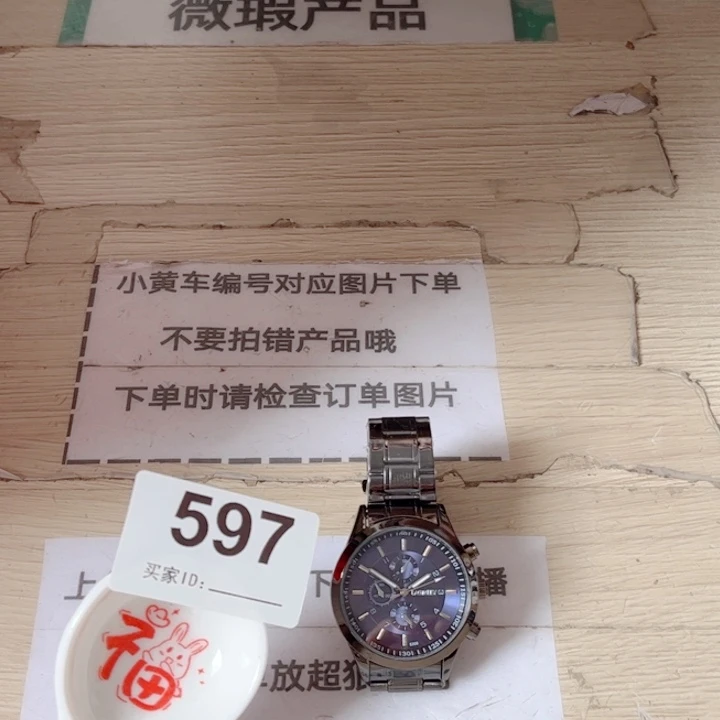 微瑕产品
小黄车编号对应图片下单
不要拍错产品哦
下单时请检查订单图片
597
买家ID:
上
下
播
放超
福